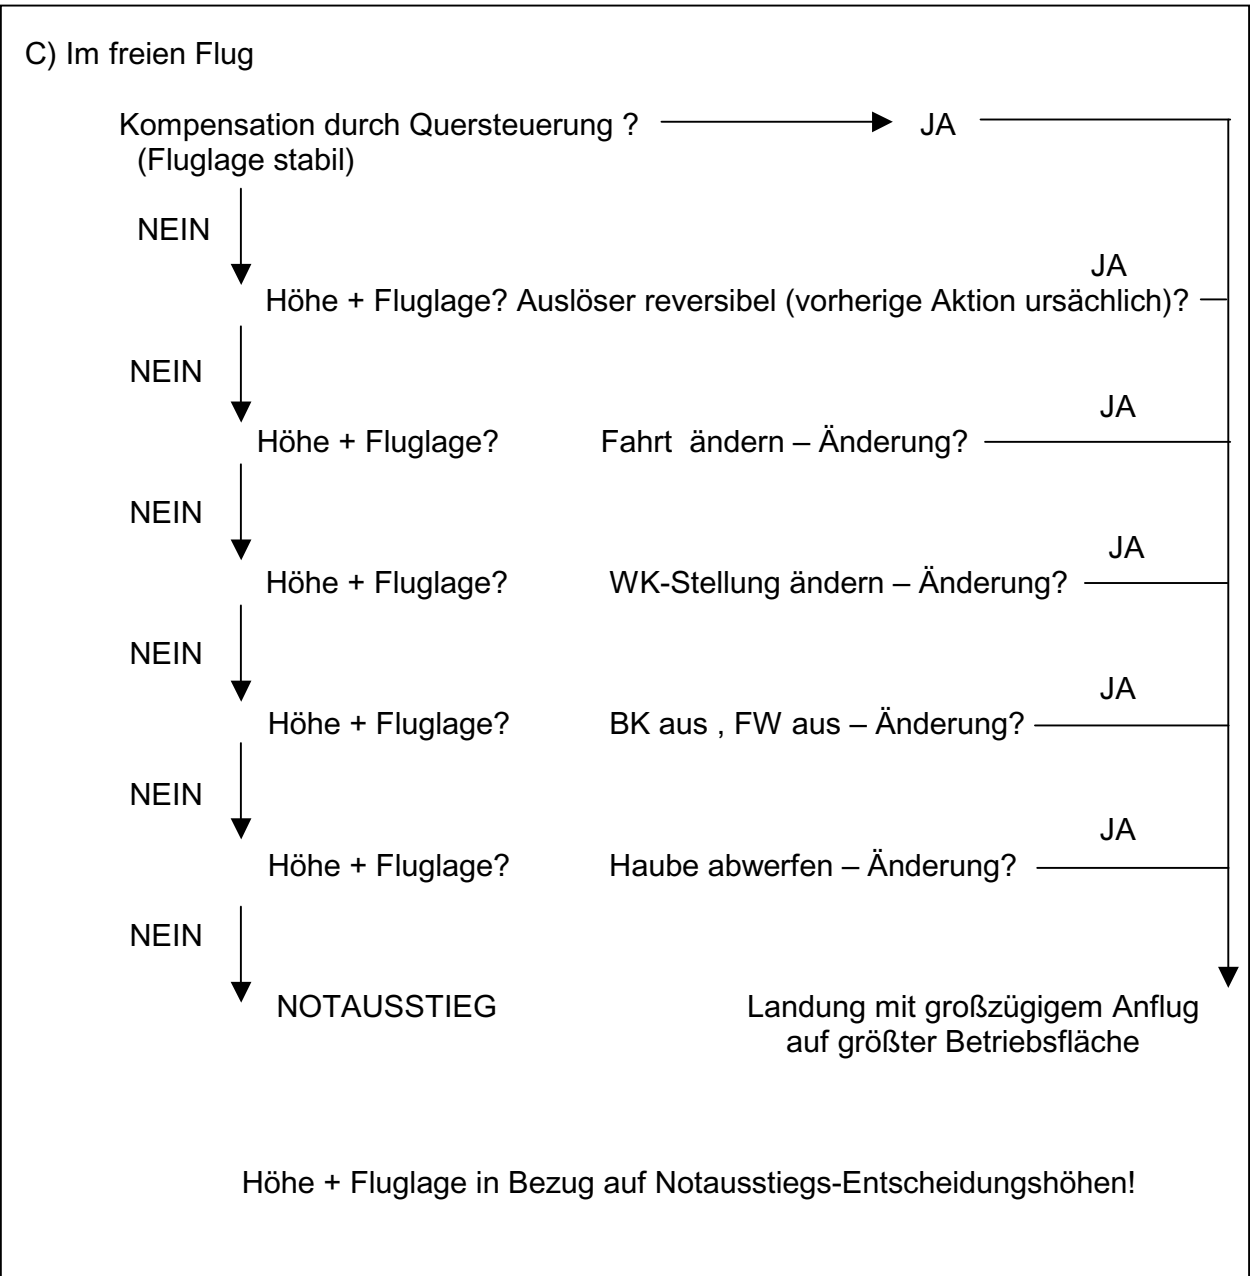 C) Im freien Flug
Kompensation durch Quersteuerung ? JA
(Fluglage stabil)
NEIN
JA
Höhe + Fluglage? Auslöser reversibel (vorherige Aktion ursächlich)?
NEIN
JA
Höhe + Fluglage? Fahrt ändern – Änderung?
NEIN
JA
Höhe + Fluglage? WK-Stellung ändern – Änderung?
NEIN
JA
Höhe + Fluglage? BK aus , FW aus – Änderung?
NEIN
JA
Höhe + Fluglage? Haube abwerfen – Änderung?
NEIN
NOTAUSSTIEG Landung mit großzügigem Anflug
auf größter Betriebsfläche
Höhe + Fluglage in Bezug auf Notausstiegs-Entscheidungshöhen!